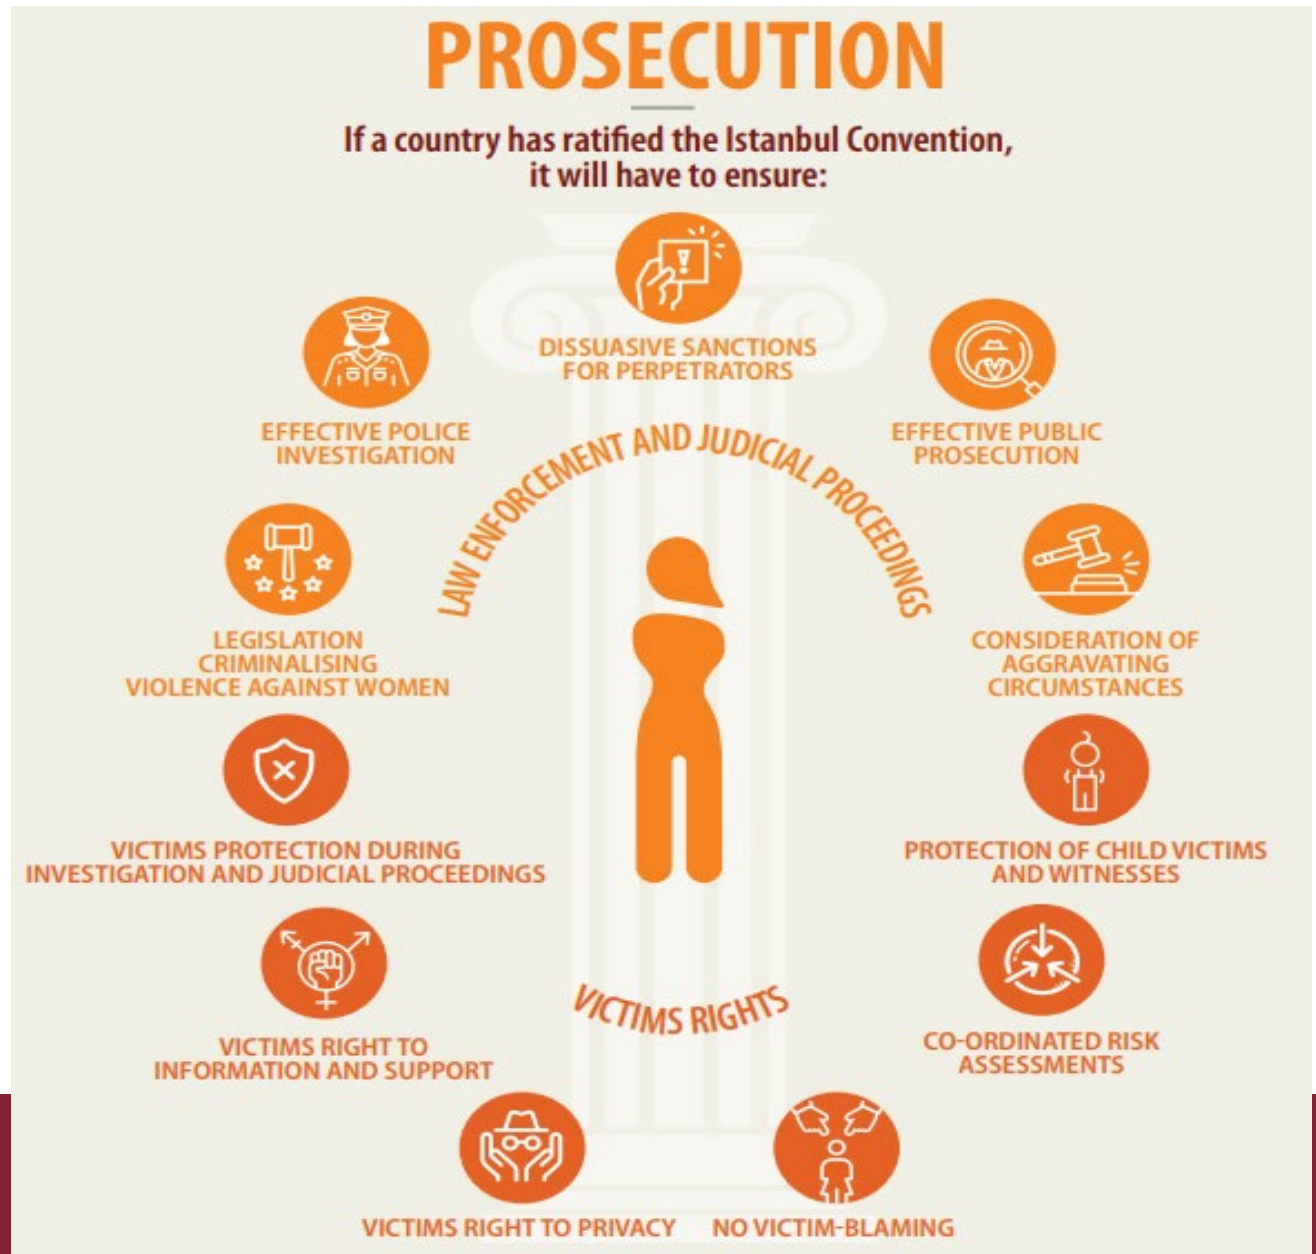 PROSECUTION
If a country has ratified the Istanbul Convention,
it will have to ensure:
DISSUASIVE SANCTIONS
FOR PERPETRATORS
EFFECTIVE POLICE
INVESTIGATION
EFFECTIVE PUBLIC
PROSECUTION
LAW ENFORCEMENT AND JUDICIAL PROCEEDINGS
LEGISLATION
CRIMINALISING
VIOLENCE AGAINST WOMEN
CONSIDERATION OF
AGGRAVATING
CIRCUMSTANCES
VICTIMS PROTECTION DURING
INVESTIGATION AND JUDICIAL PROCEEDINGS
PROTECTION OF CHILD VICTIMS
AND WITNESSES
VICTIMS RIGHTS
VICTIMS RIGHT TO
INFORMATION AND SUPPORT
CO-ORDINATED RISK
ASSESSMENTS
VICTIMS RIGHT TO PRIVACY
NO VICTIM-BLAMING